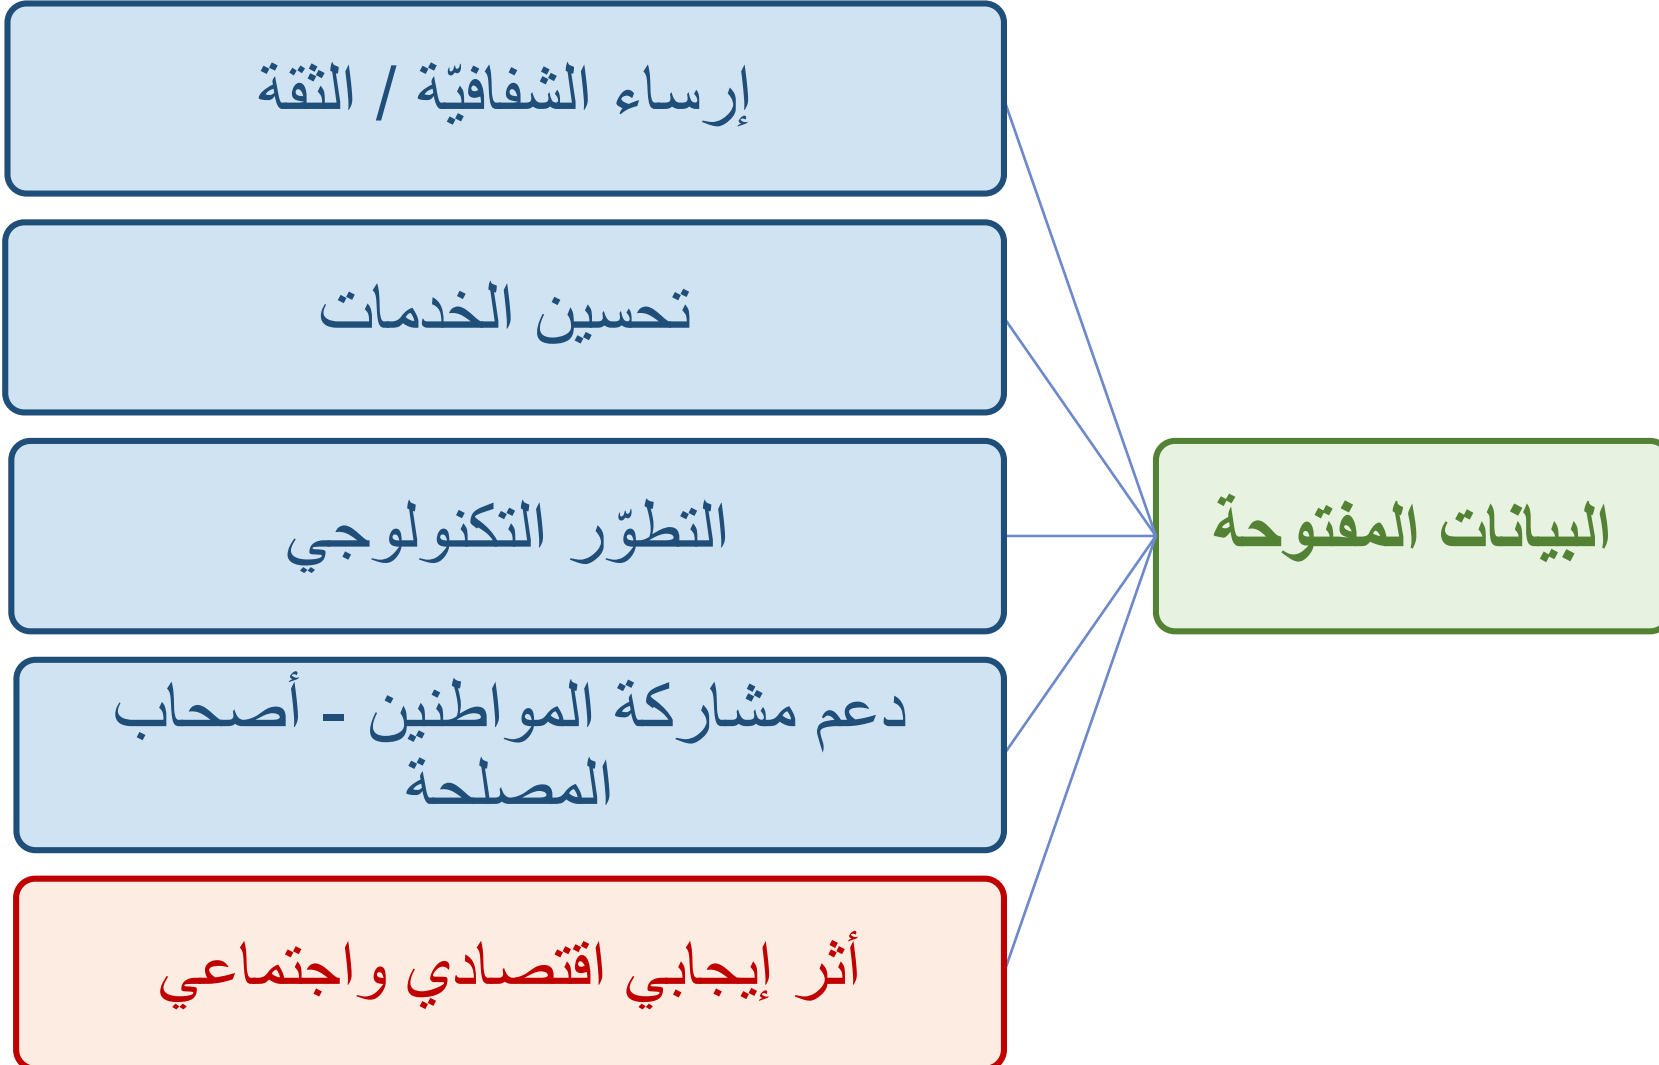 البيانات المفتوحة
إرساء الشفافيّة / الثقة
تحسين الخدمات
التطوّر التكنولوجي
دعم مشاركة المواطنين - أصحاب
المصلحة
أثر إيجابي اقتصادي واجتماعي